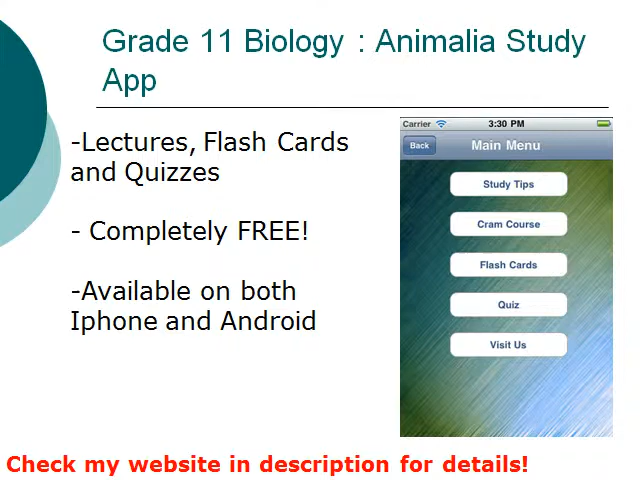 Grade 11 Biology : Animalia Study
App
-Lectures, Flash Cards
and Quizzes
- Completely FREE!
-Available on both
Iphone and Android
Carrier 3:30 PM
Back Main Menu
Study Tips
Cram Course
Flash Cards
Quiz
Visit Us
Check my website in description for details!